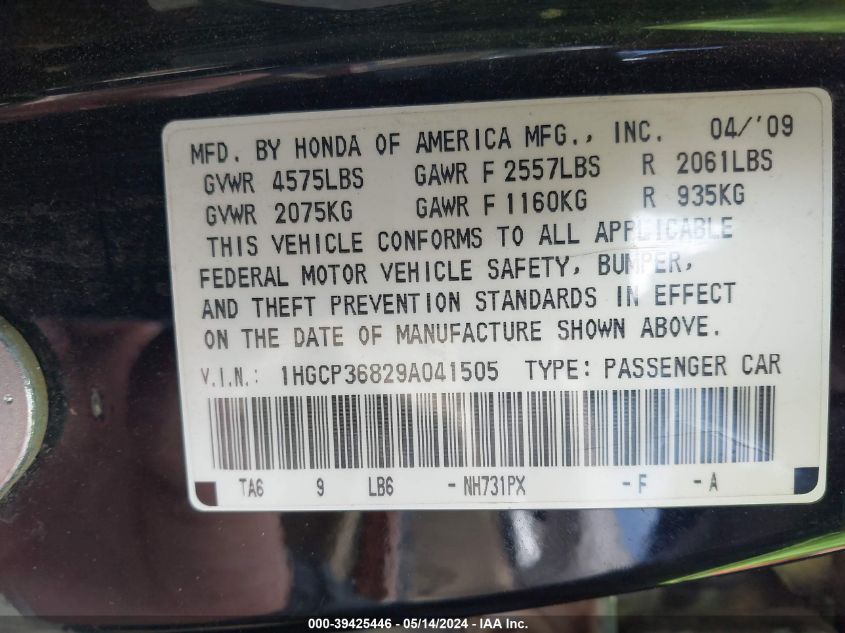 MFD. BY HONDA OF AMERICA MFG., INC. 04/'09
GVWR 4575LBS GAWR F 2557LBS R 2061LBS
GVWR 2075KG GAWR F 1160KG R 935KG
THIS VEHICLE CONFORMS TO ALL APPLICABLE
FEDERAL MOTOR VEHICLE SAFETY, BUMPER,
AND THEFT PREVENTION STANDARDS IN EFFECT
ON THE DATE OF MANUFACTURE SHOWN ABOVE.
V.I.N.: 1HGCP36829A041505 TYPE: PASSENGER CAR
TA6 9 LB6 - NH731PX - F - A
000-39425446 - 05/14/2024 - IAA Inc.